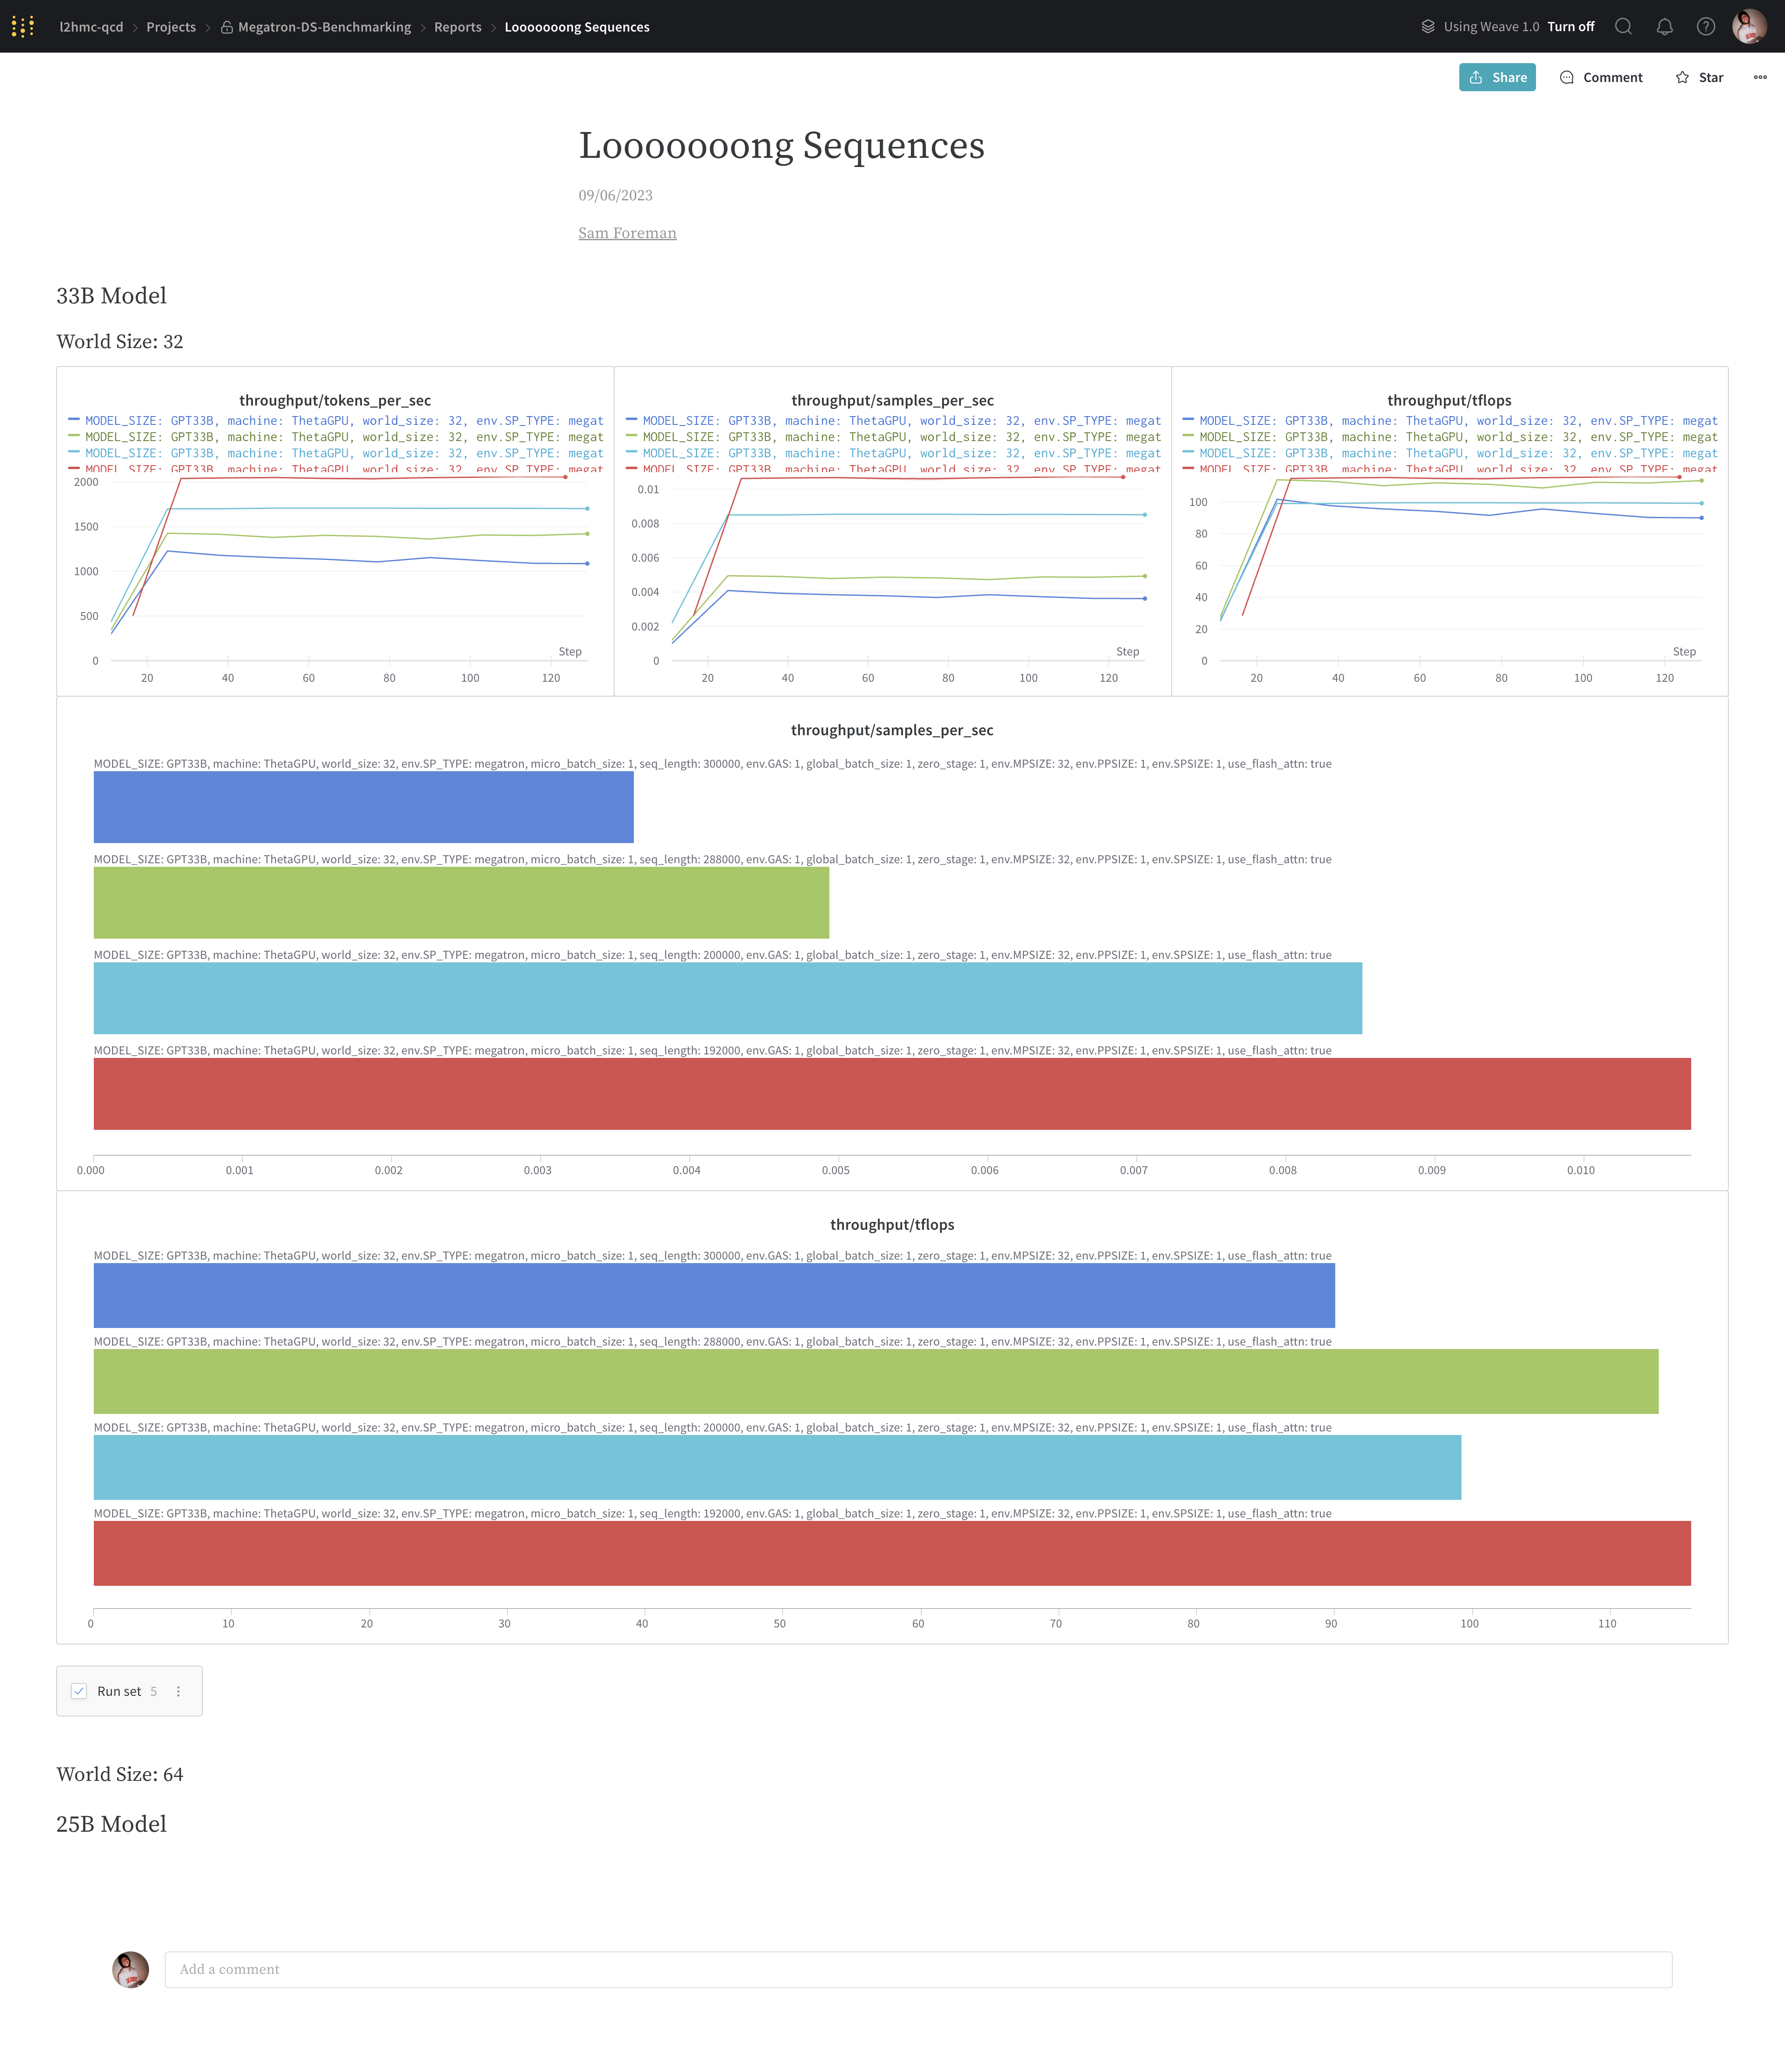 l2hmc-qcd > Projects > Megatron-DS-Benchmarking > Reports > Looooooong Sequences
Using Weave 1.0 Turn off
Share Comment Star
Looooooong Sequences
09/06/2023
Sam Foreman
33B Model
World Size: 32
throughput/tokens_per_sec
MODEL_SIZE: GPT33B, machine: ThetaGPU, world_size: 32, env.SP_TYPE: megat
MODEL_SIZE: GPT33B, machine: ThetaGPU, world_size: 32, env.SP_TYPE: megat
MODEL_SIZE: GPT33B, machine: ThetaGPU, world_size: 32, env.SP_TYPE: megat
MODEL_SIZE: GPT33B, machine: ThetaGPU, world_size: 32, env.SP_TYPE: megat
2000
1500
1000
500
0
Step
20 40 60 80 100 120
throughput/samples_per_sec
MODEL_SIZE: GPT33B, machine: ThetaGPU, world_size: 32, env.SP_TYPE: megat
MODEL_SIZE: GPT33B, machine: ThetaGPU, world_size: 32, env.SP_TYPE: megat
MODEL_SIZE: GPT33B, machine: ThetaGPU, world_size: 32, env.SP_TYPE: megat
MODEL_SIZE: GPT33B, machine: ThetaGPU, world_size: 32, env.SP_TYPE: megat
0.01
0.008
0.006
0.004
0.002
0
Step
20 40 60 80 100 120
throughput/tflops
MODEL_SIZE: GPT33B, machine: ThetaGPU, world_size: 32, env.SP_TYPE: megat
MODEL_SIZE: GPT33B, machine: ThetaGPU, world_size: 32, env.SP_TYPE: megat
MODEL_SIZE: GPT33B, machine: ThetaGPU, world_size: 32, env.SP_TYPE: megat
MODEL_SIZE: GPT33B, machine: ThetaGPU, world_size: 32, env.SP_TYPE: megat
100
80
60
40
20
0
Step
20 40 60 80 100 120
throughput/samples_per_sec
MODEL_SIZE: GPT33B, machine: ThetaGPU, world_size: 32, env.SP_TYPE: megatron, micro_batch_size: 1, seq_length: 300000, env.GAS: 1, global_batch_size: 1, zero_stage: 1, env.MPSIZE: 32, env.PPSIZE: 1, env.SPSIZE: 1, use_flash_attn: true
MODEL_SIZE: GPT33B, machine: ThetaGPU, world_size: 32, env.SP_TYPE: megatron, micro_batch_size: 1, seq_length: 288000, env.GAS: 1, global_batch_size: 1, zero_stage: 1, env.MPSIZE: 32, env.PPSIZE: 1, env.SPSIZE: 1, use_flash_attn: true
MODEL_SIZE: GPT33B, machine: ThetaGPU, world_size: 32, env.SP_TYPE: megatron, micro_batch_size: 1, seq_length: 200000, env.GAS: 1, global_batch_size: 1, zero_stage: 1, env.MPSIZE: 32, env.PPSIZE: 1, env.SPSIZE: 1, use_flash_attn: true
MODEL_SIZE: GPT33B, machine: ThetaGPU, world_size: 32, env.SP_TYPE: megatron, micro_batch_size: 1, seq_length: 192000, env.GAS: 1, global_batch_size: 1, zero_stage: 1, env.MPSIZE: 32, env.PPSIZE: 1, env.SPSIZE: 1, use_flash_attn: true
0.000 0.001 0.002 0.003 0.004 0.005 0.006 0.007 0.008 0.009 0.010
throughput/tflops
MODEL_SIZE: GPT33B, machine: ThetaGPU, world_size: 32, env.SP_TYPE: megatron, micro_batch_size: 1, seq_length: 300000, env.GAS: 1, global_batch_size: 1, zero_stage: 1, env.MPSIZE: 32, env.PPSIZE: 1, env.SPSIZE: 1, use_flash_attn: true
MODEL_SIZE: GPT33B, machine: ThetaGPU, world_size: 32, env.SP_TYPE: megatron, micro_batch_size: 1, seq_length: 288000, env.GAS: 1, global_batch_size: 1, zero_stage: 1, env.MPSIZE: 32, env.PPSIZE: 1, env.SPSIZE: 1, use_flash_attn: true
MODEL_SIZE: GPT33B, machine: ThetaGPU, world_size: 32, env.SP_TYPE: megatron, micro_batch_size: 1, seq_length: 200000, env.GAS: 1, global_batch_size: 1, zero_stage: 1, env.MPSIZE: 32, env.PPSIZE: 1, env.SPSIZE: 1, use_flash_attn: true
MODEL_SIZE: GPT33B, machine: ThetaGPU, world_size: 32, env.SP_TYPE: megatron, micro_batch_size: 1, seq_length: 192000, env.GAS: 1, global_batch_size: 1, zero_stage: 1, env.MPSIZE: 32, env.PPSIZE: 1, env.SPSIZE: 1, use_flash_attn: true
0 10 20 30 40 50 60 70 80 90 100 110
Run set 5
World Size: 64
25B Model
Add a comment